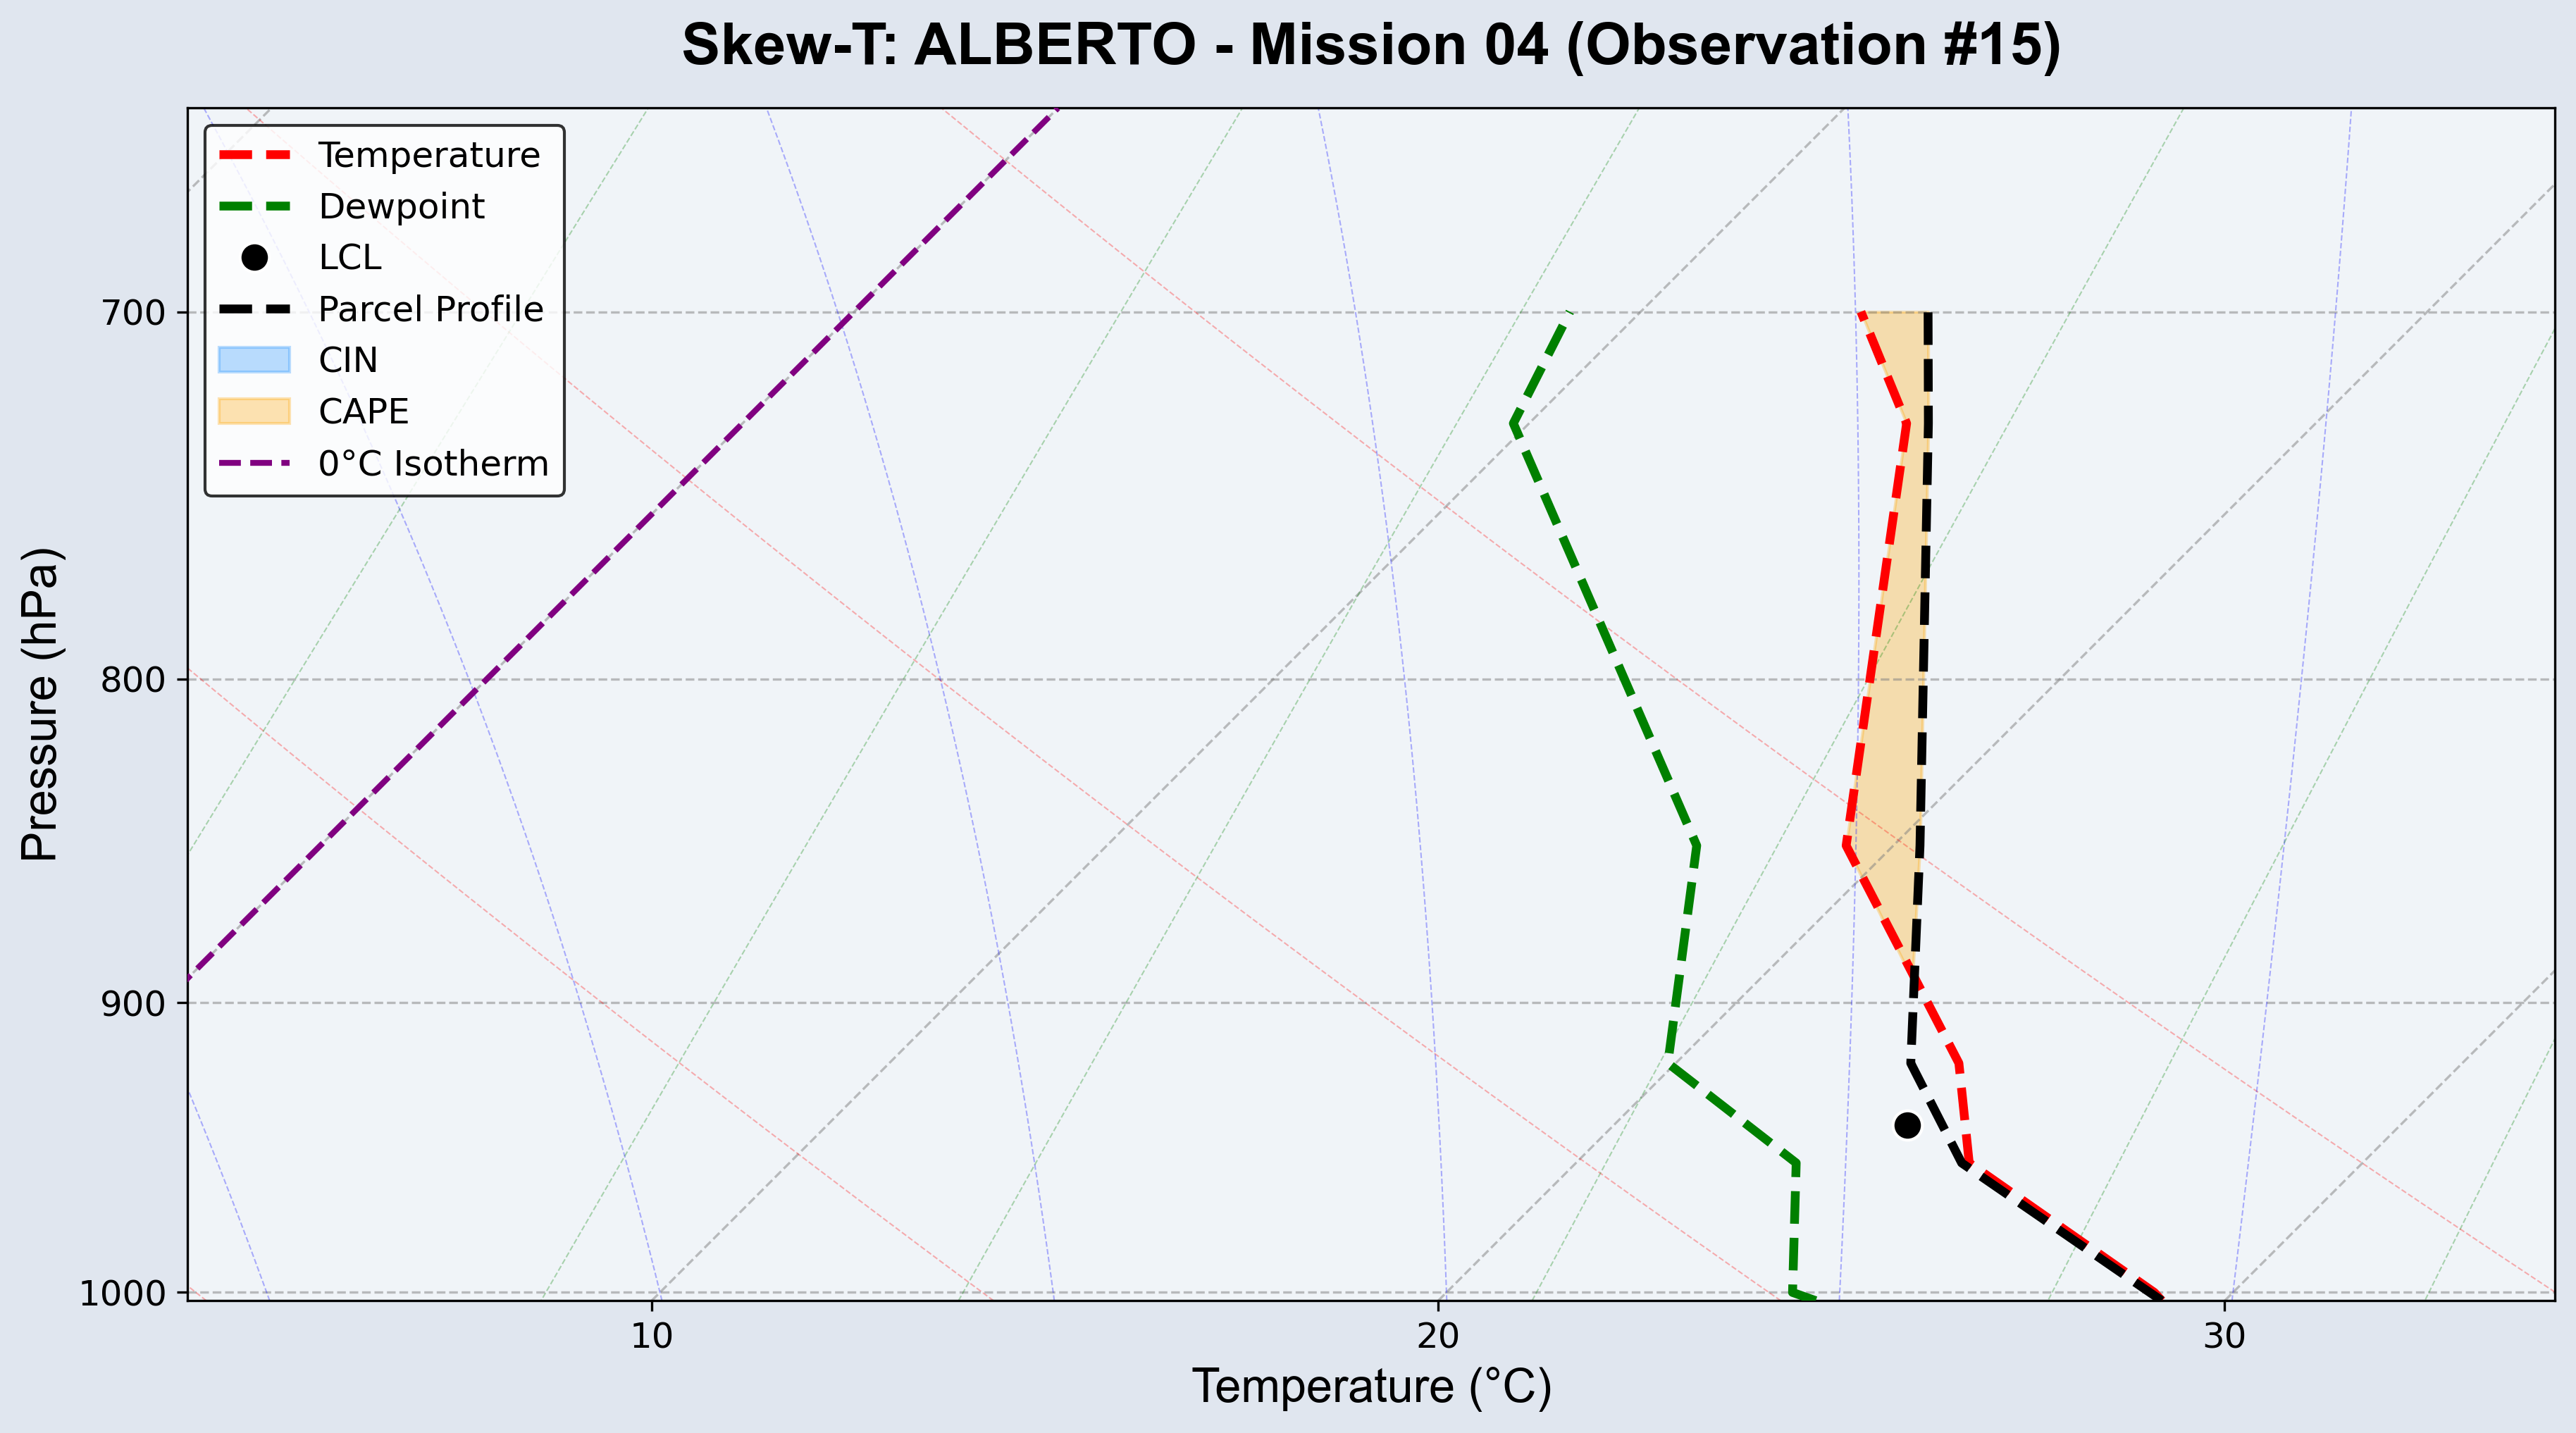 Skew-T: ALBERTO - Mission 04 (Observation #15)
Temperature
Dewpoint
LCL
Parcel Profile
CIN
CAPE
0°C Isotherm
Pressure (hPa)
700
800
900
1000
10 20 30
Temperature (°C)